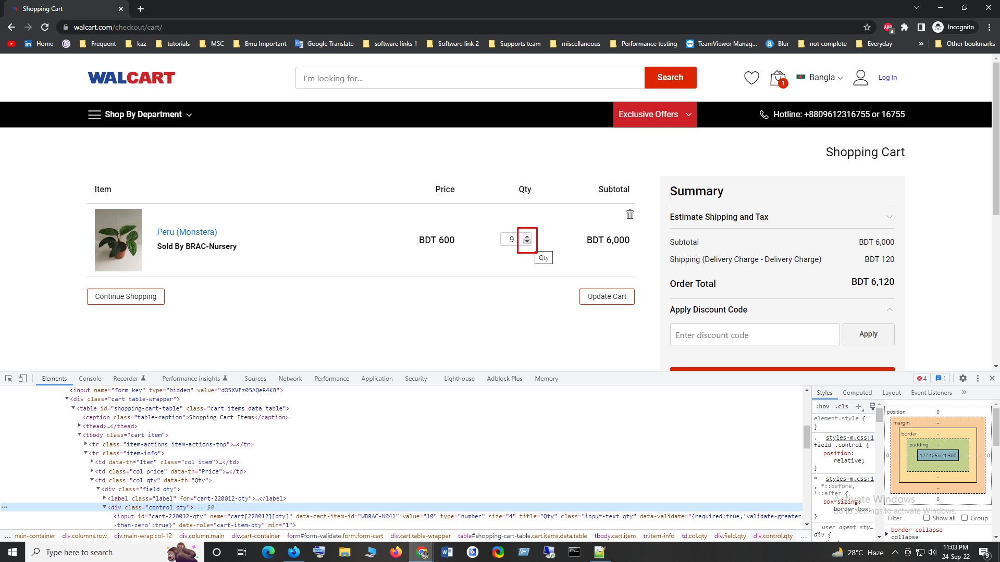 Shopping Cart
walcart.com/checkout/cart/
ABP
4
Incognito
Home
Frequent
kaz
tutorials
MSC
Emu Important
Google Translate
software links 1
Software link 2
Supports team
miscellaneous
Performance testing
TeamViewer Manag...
Blur
not complete
Everyday
»
Other bookmarks
WALCART
I'm looking for...
Search
1
Bangla
Log In
Shop By Department
Exclusive Offers
Hotline: +8809612316755 or 16755
Shopping Cart
Item
Price
Qty
Subtotal
Peru (Monstera)
Sold By BRAC-Nursery
BDT 600
9
BDT 6,000
Qty
Continue Shopping
Update Cart
Summary
Estimate Shipping and Tax
Subtotal
BDT 6,000
Shipping (Delivery Charge - Delivery Charge)
BDT 120
Order Total
BDT 6,120
Apply Discount Code
Enter discount code
Apply
Elements
Console
Recorder
Performance insights
Sources
Network
Performance
Application
Security
Lighthouse
Adblock Plus
Memory
4
1
<input name="form_key" type="hidden" value="dOSXVFz05AQeR4K8">
<div class="cart table-wrapper">
<table id="shopping-cart-table" class="cart items data table">
<caption class="table-caption">Shopping Cart Items</caption>
<thead>…</thead>
<tbody class="cart item">
<tr class="item-actions item-actions-top">…</tr>
<tr class="item-info">
<td data-th="Item" class="col item">…</td>
<td class="col price" data-th="Price">…</td>
<td class="col qty" data-th="Qty">
<div class="field qty">
<label class="label" for="cart-220012-qty">…</label>
<div class="control qty"> == $0
<input id="cart-220012-qty" name="cart[220012][qty]" data-cart-item-id="WBRAC-N041" value="10" type="number" size="4" title="Qty" class="input-text qty" data-validate="{required:true,'validate-greater
-than-zero':true}" data-role="cart-item-qty" min="1">
... main-container div.columns.row div.main-wrap.col-12 div.column.main div.cart-container form#form-validate.form.form-cart div.cart.table-wrapper table#shopping-cart-table.cart.items.data.table tbody.cart.item tr.item-info td.col.qty div.field.qty div.control.qty ...
Styles
Computed
Layout
Event Listeners
»
:hov .cls +
element.style {
}
. styles-m.css:1
field .control {
position:
relative;
}
* styles-m.css:1
, *::before,
*::after {
box-sizing:
border-box;
}
user agent sty…
div {
position 0
margin –
border –
padding –
0 – – – 127.125×21.500 – – – 0
–
–
–
0
Activate Windows
Go to Settings to activate Windows.
Filter
Show all
Group
border-collapse
collapse
Type here to search
28°C Haze
11:03 PM
24-Sep-22
9